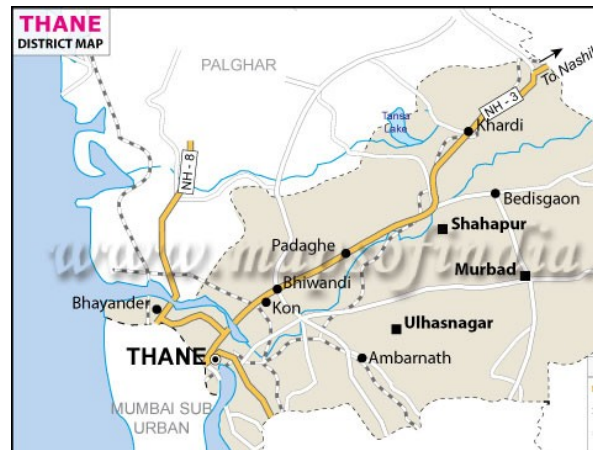 THANE
DISTRICT MAP
PALGHAR
To Nashik
NH - 3
Tansa
Lake
Khardi
NH - 8
Bedisgaon
Shahapur
Padaghe
www.mapsofindia
Murbad
Bhiwandi
Bhayander
Kon
Ulhasnagar
THANE
Ambarnath
MUMBAI SUB
URBAN